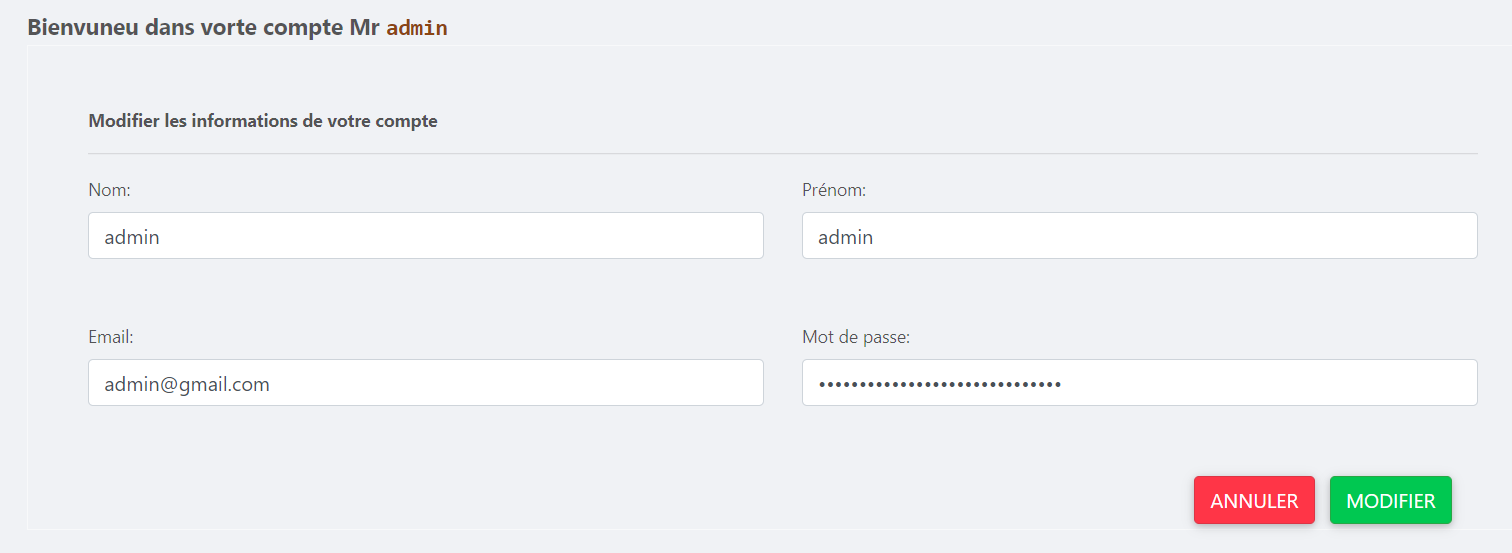 Bienvuneu dans vorte compte Mr admin
Modifier les informations de votre compte
Nom: Prénom:
admin admin
Email: Mot de passe:
admin@gmail.com ••••••••••••••••••••••••••••••
ANNULER MODIFIER